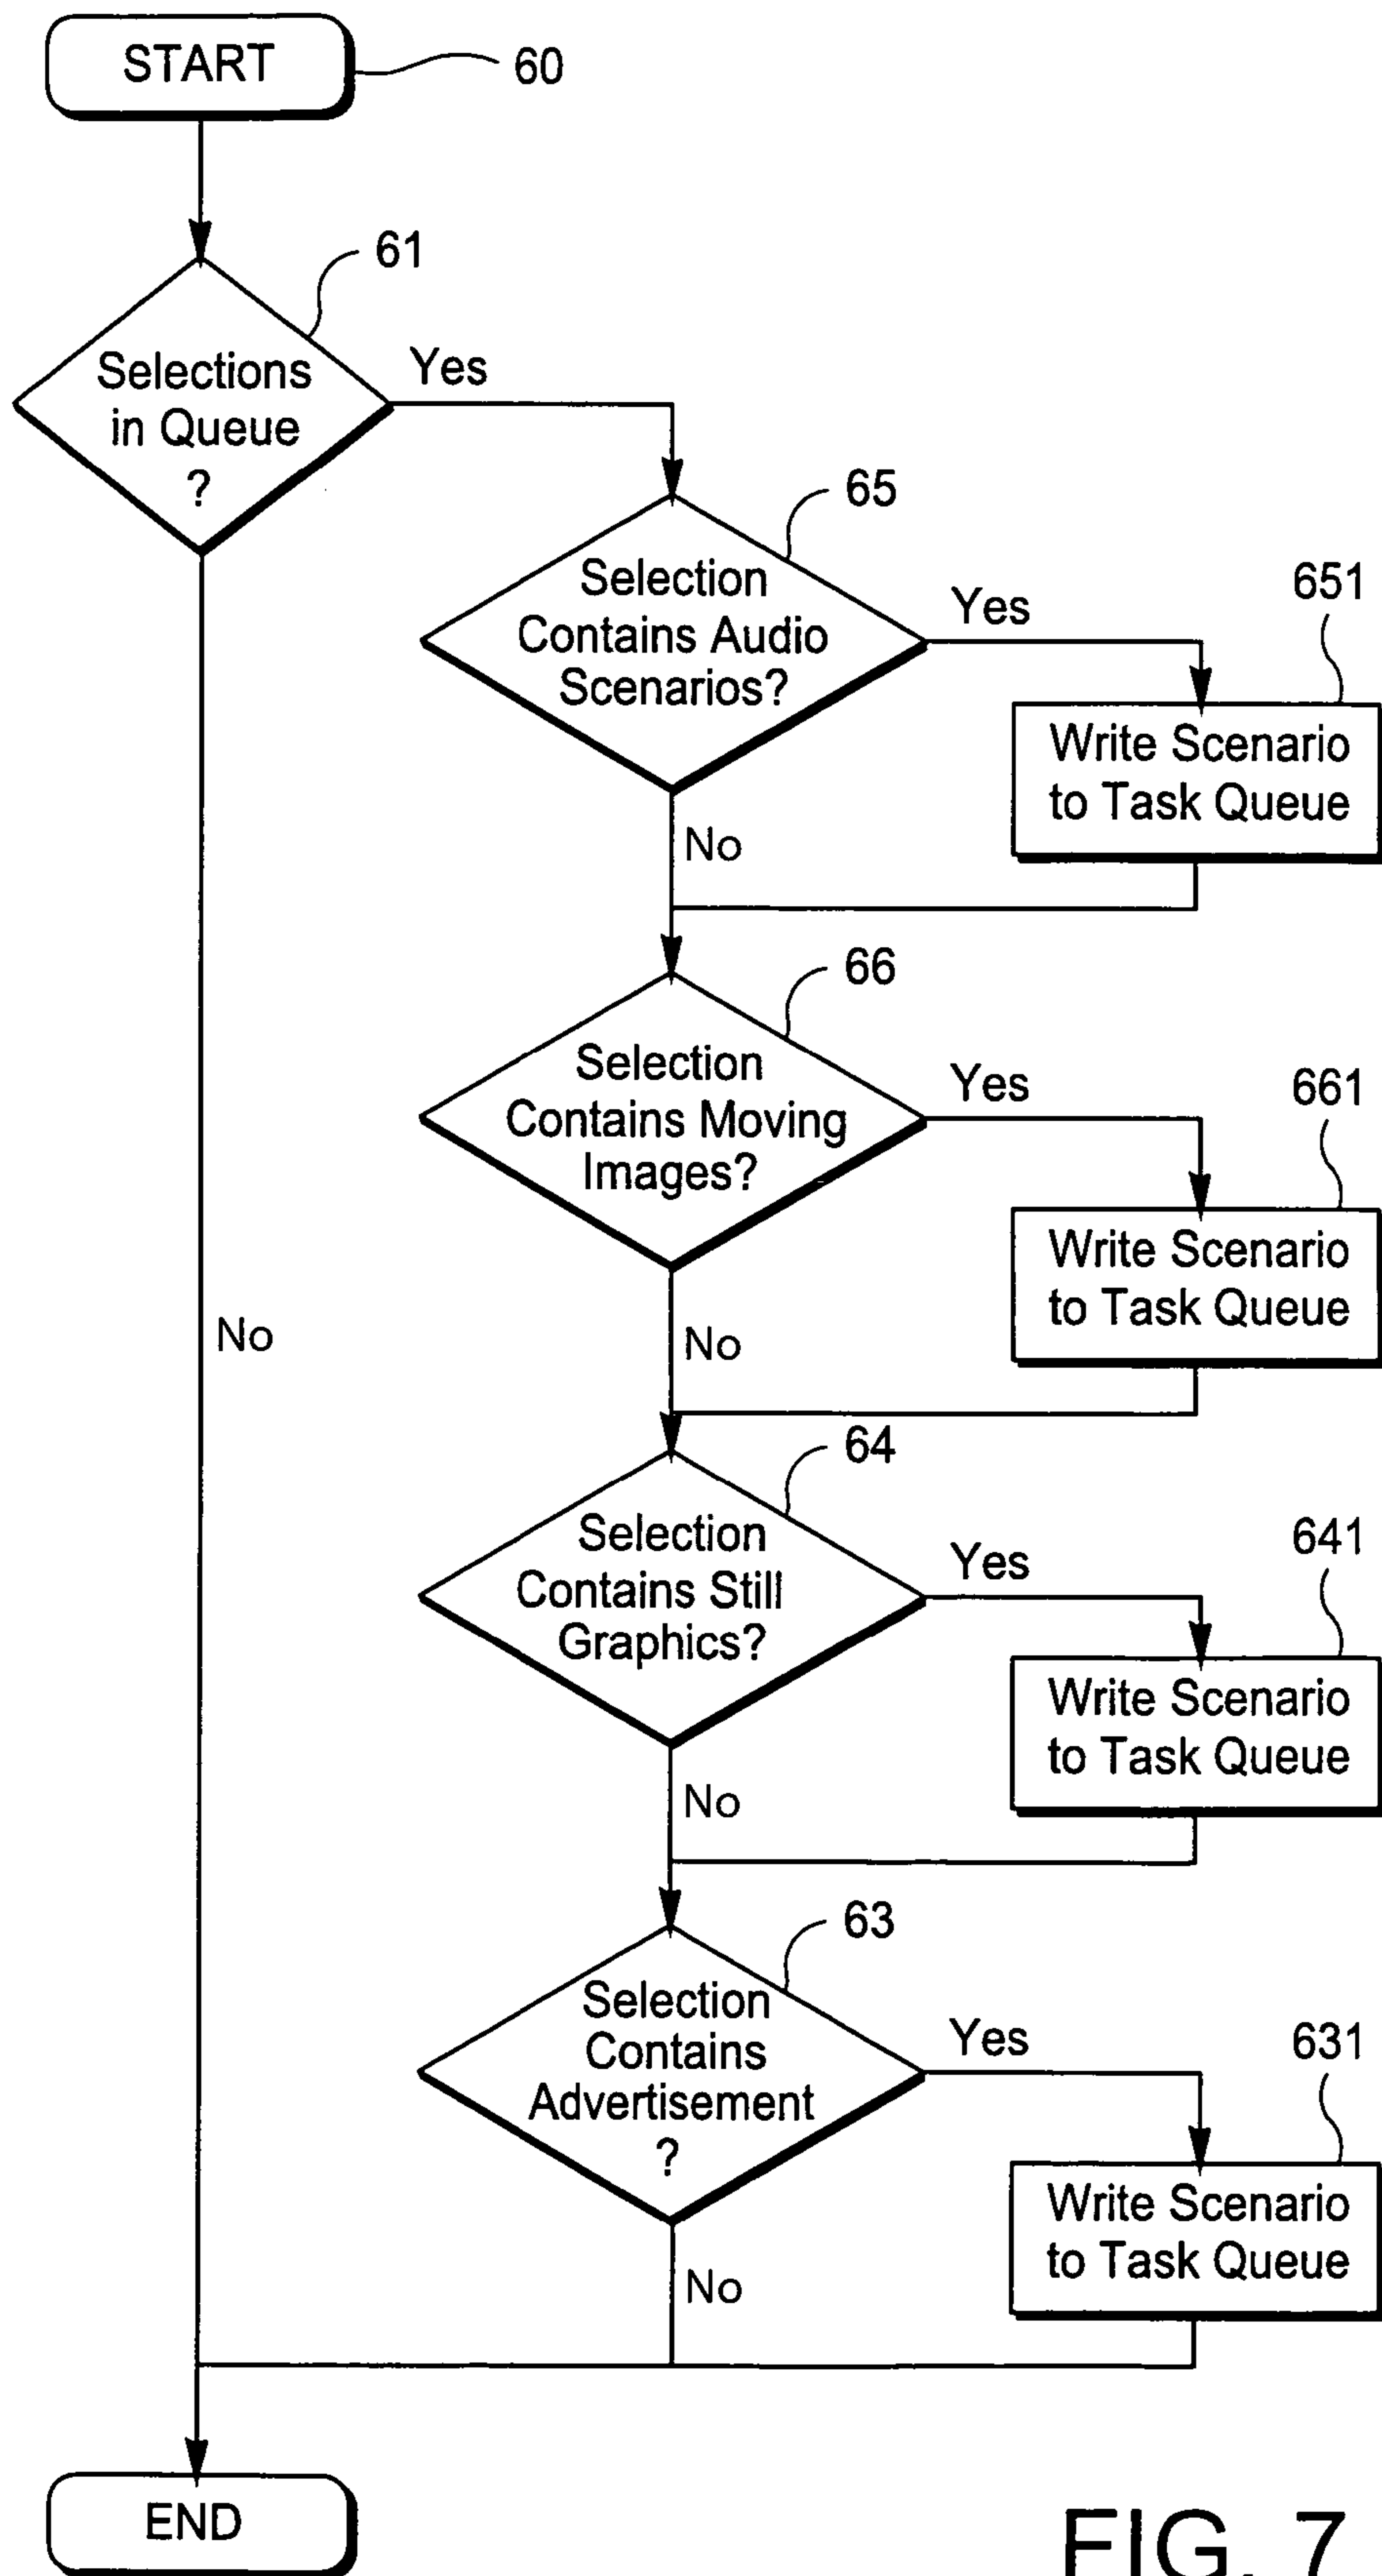 START
60
61
Selections
in Queue
?
Yes
65
Selection
Contains Audio
Scenarios?
Yes
651
Write Scenario
to Task Queue
No
66
Selection
Contains Moving
Images?
Yes
661
Write Scenario
to Task Queue
No
No
64
Selection
Contains Still
Graphics?
Yes
641
Write Scenario
to Task Queue
No
63
Selection
Contains
Advertisement
?
Yes
631
Write Scenario
to Task Queue
No
END
FIG. 7